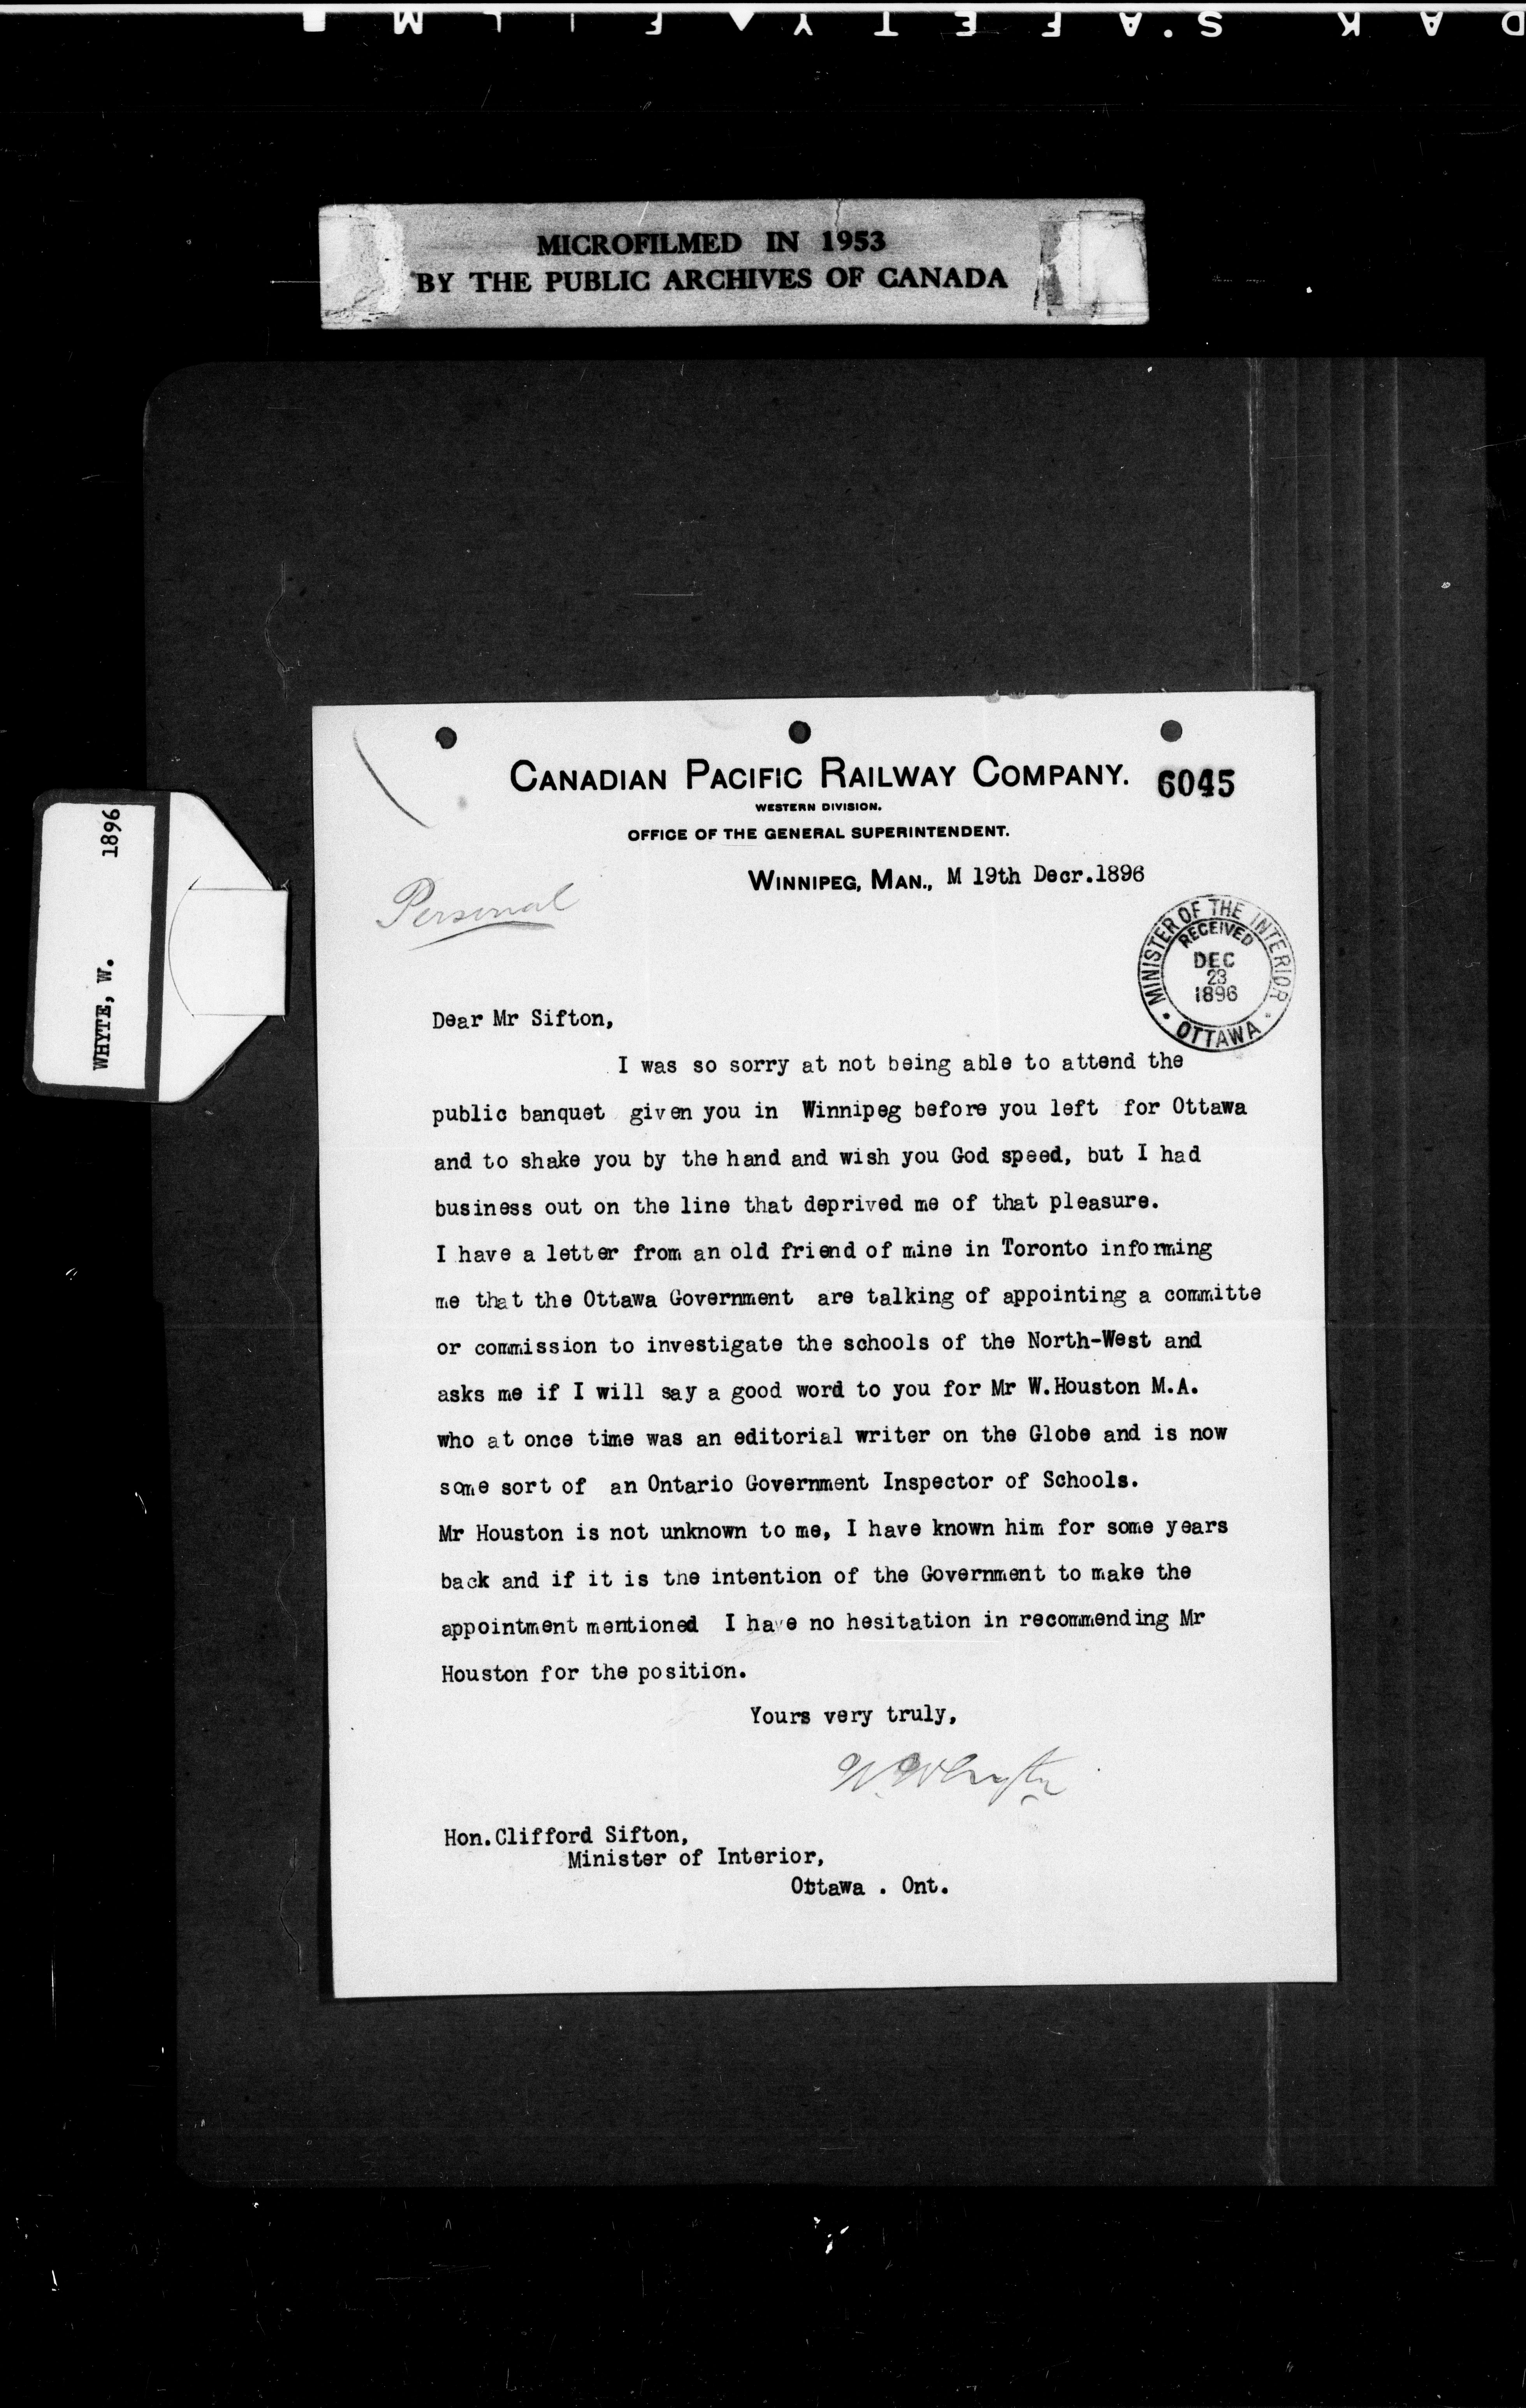 MICROFILMED IN 1953
BY THE PUBLIC ARCHIVES OF CANADA
WHYTE, W. 1896
CANADIAN PACIFIC RAILWAY COMPANY. 6045
WESTERN DIVISION.
OFFICE OF THE GENERAL SUPERINTENDENT.
WINNIPEG, MAN., M 19th Decr.1896
Personal
MINISTER OF THE INTERIOR
RECEIVED
DEC
23
1896
OTTAWA
Dear Mr Sifton,
I was so sorry at not being able to attend the
public banquet given you in Winnipeg before you left for Ottawa
and to shake you by the hand and wish you God speed, but I had
business out on the line that deprived me of that pleasure.
I have a letter from an old friend of mine in Toronto informing
me that the Ottawa Government are talking of appointing a committe
or commission to investigate the schools of the North-West and
asks me if I will say a good word to you for Mr W.Houston M.A.
who at once time was an editorial writer on the Globe and is now
some sort of an Ontario Government Inspector of Schools.
Mr Houston is not unknown to me, I have known him for some years
back and if it is the intention of the Government to make the
appointment mentioned I have no hesitation in recommending Mr
Houston for the position.
Yours very truly,
W. Whyte
Hon.Clifford Sifton,
Minister of Interior,
Ottawa . Ont.